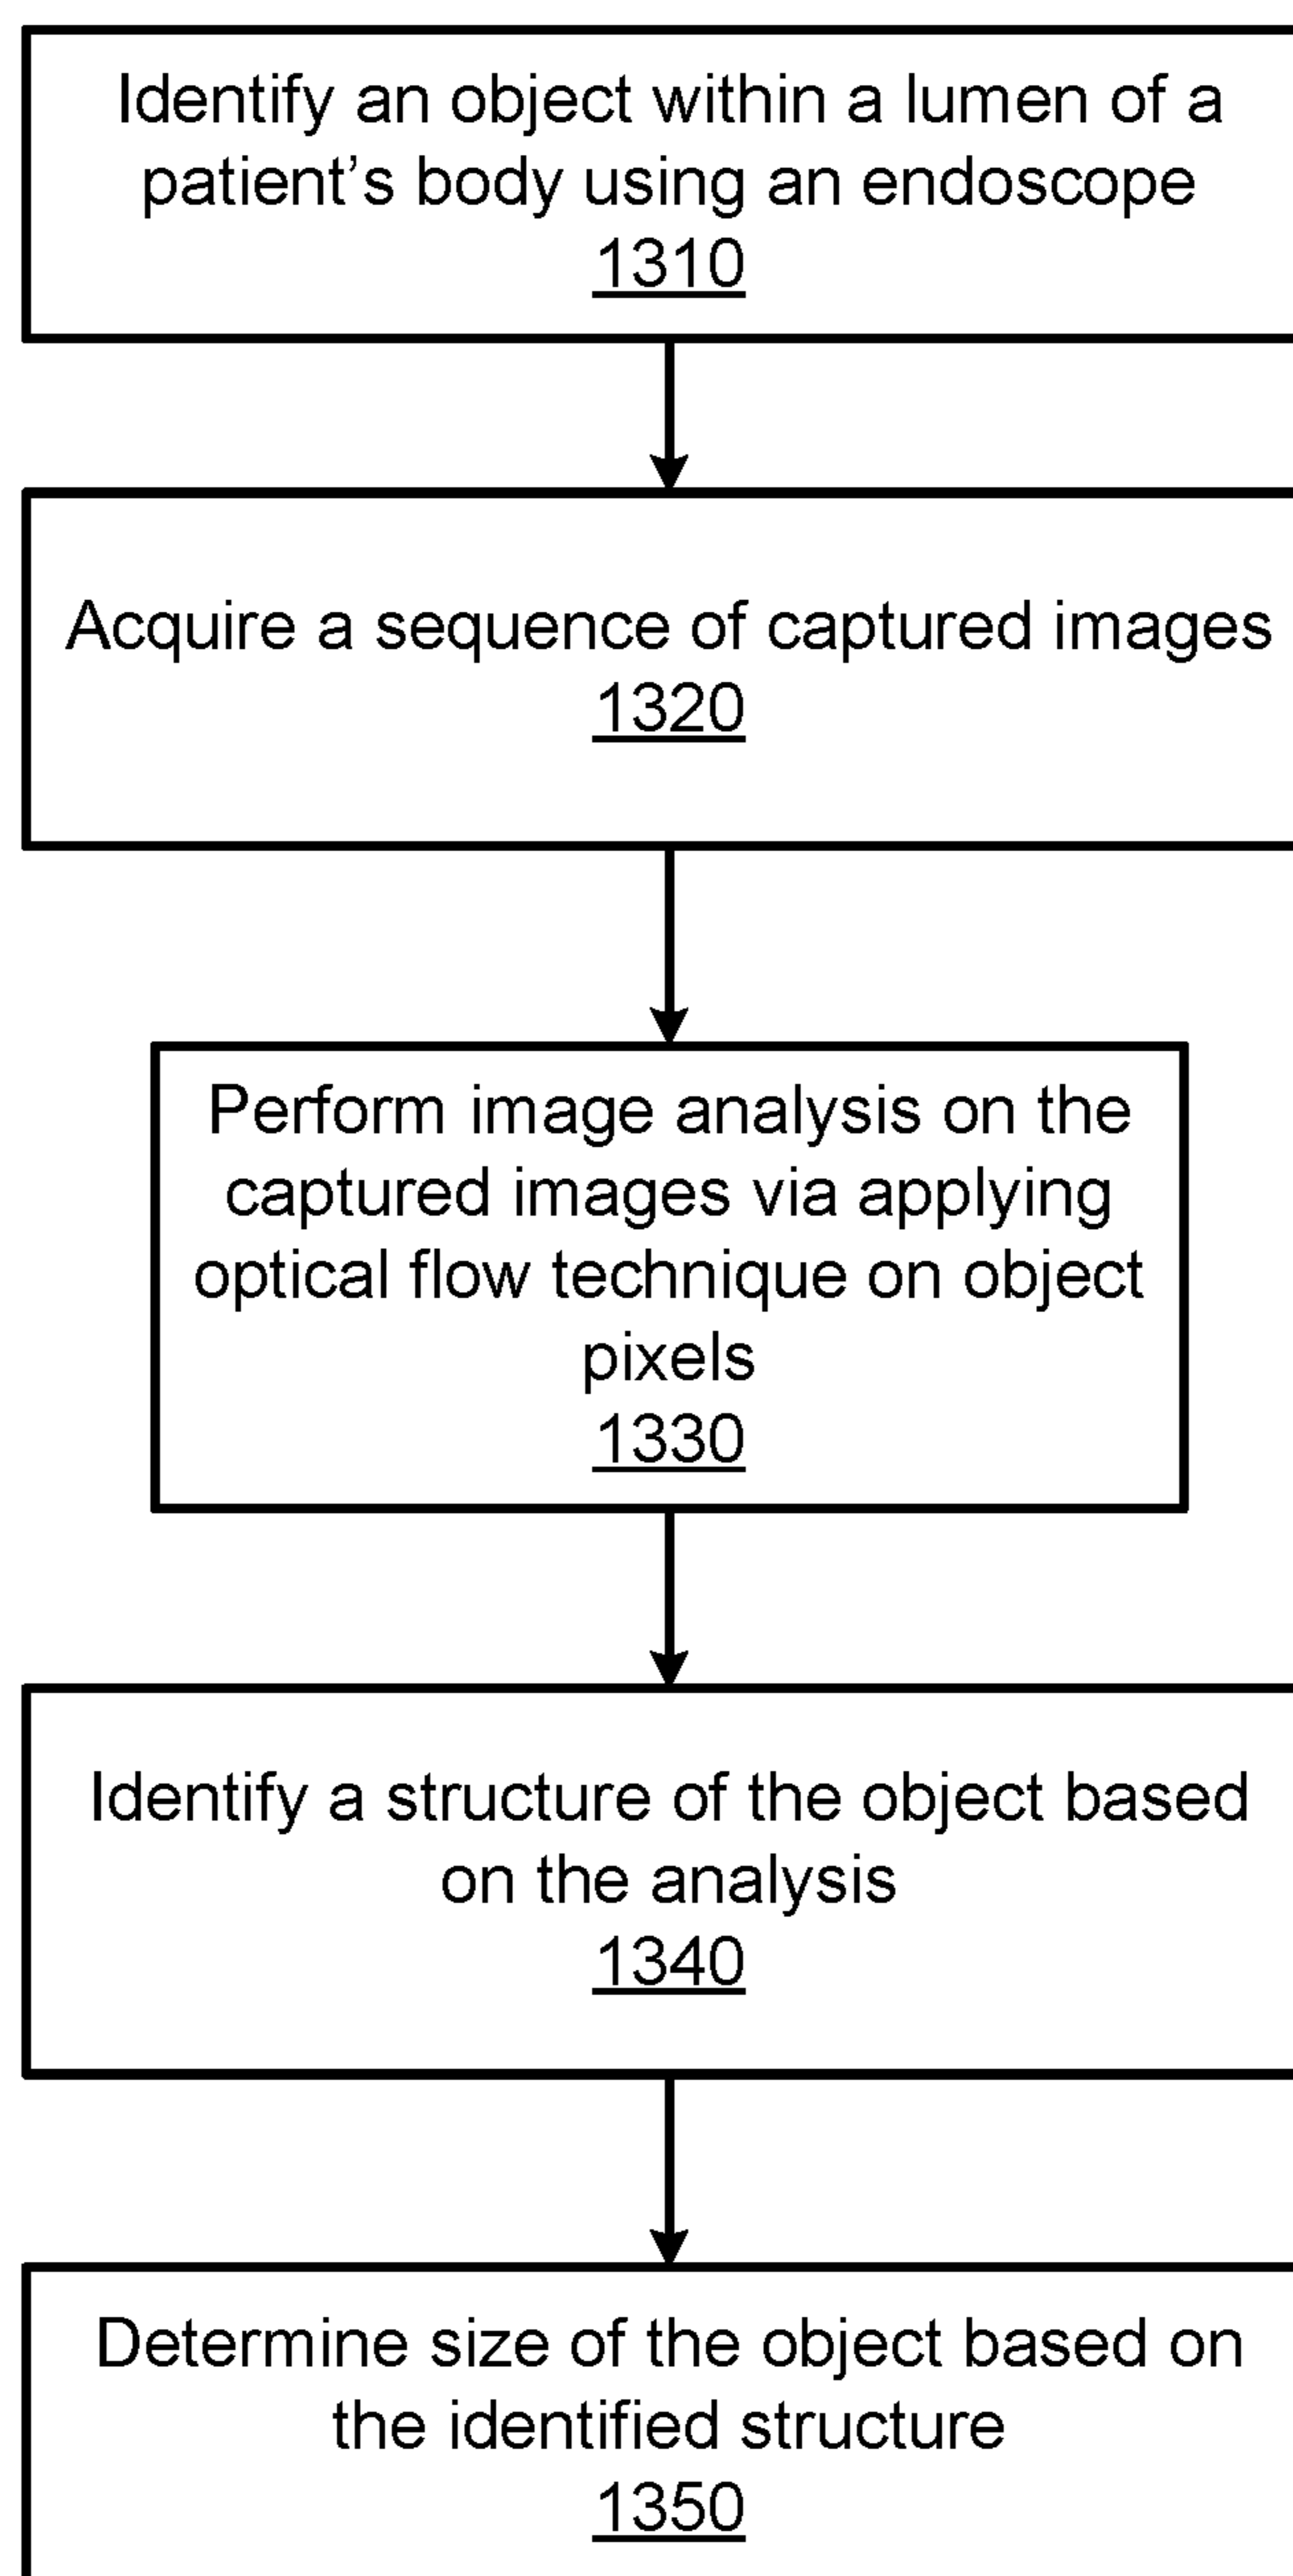 Identify an object within a lumen of a
patient’s body using an endoscope
1310
Acquire a sequence of captured images
1320
Perform image analysis on the
captured images via applying
optical flow technique on object
pixels
1330
Identify a structure of the object based
on the analysis
1340
Determine size of the object based on
the identified structure
1350